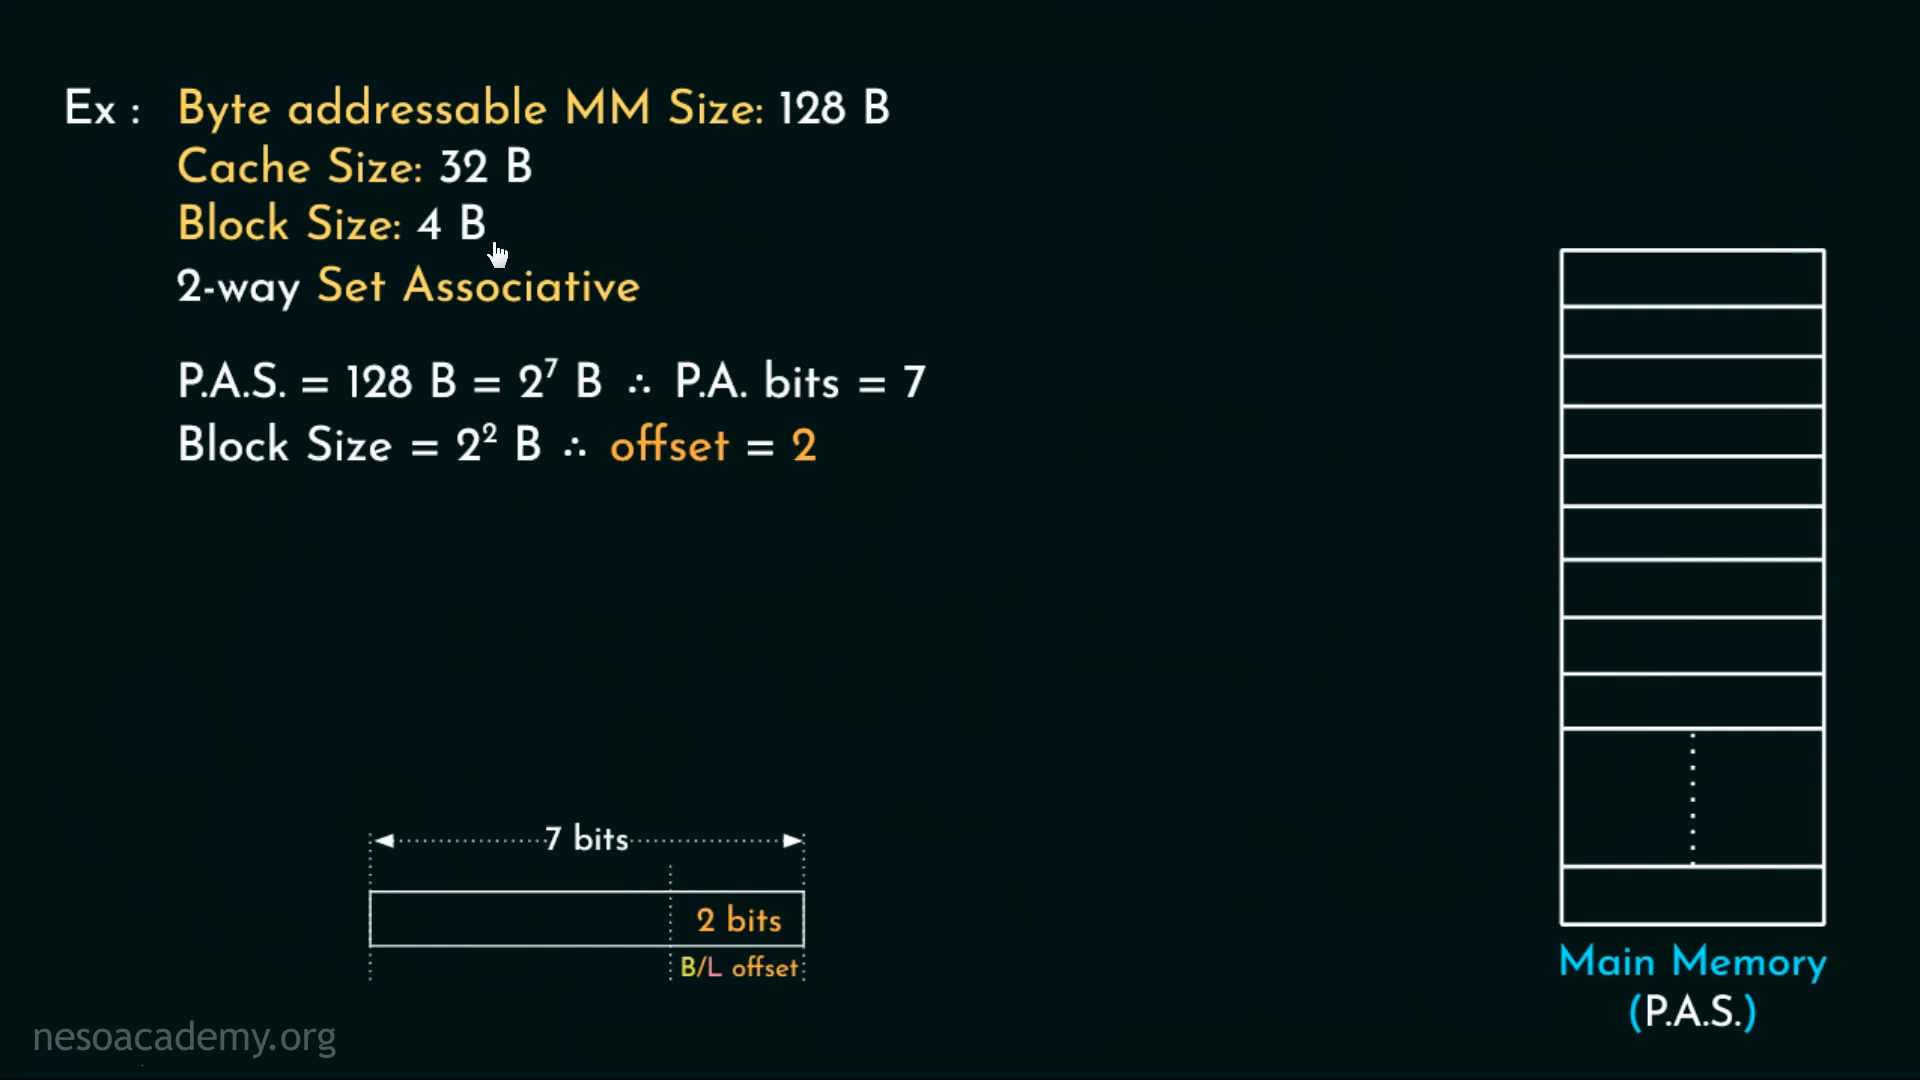 Ex : Byte addressable MM Size: 128 B
Cache Size: 32 B
Block Size: 4 B
2-way Set Associative
P.A.S. = 128 B = 2⁷ B ∴ P.A. bits = 7
Block Size = 2² B ∴ offset = 2
7 bits
2 bits
B/L offset
Main Memory
(P.A.S.)
nesoacademy.org